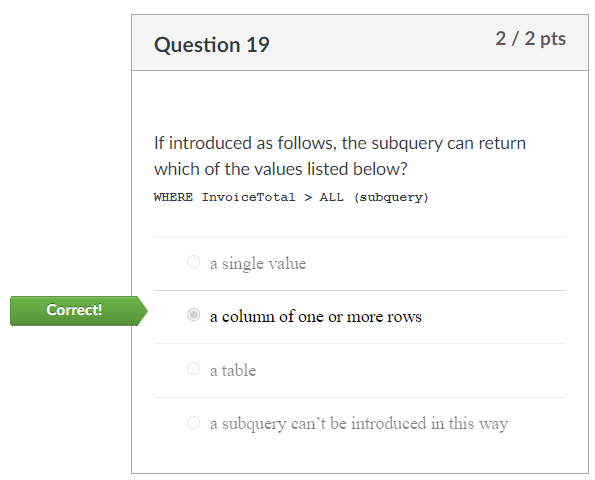 Question 19
2 / 2 pts
If introduced as follows, the subquery can return
which of the values listed below?
WHERE InvoiceTotal > ALL (subquery)
a single value
Correct!
a column of one or more rows
a table
a subquery can’t be introduced in this way